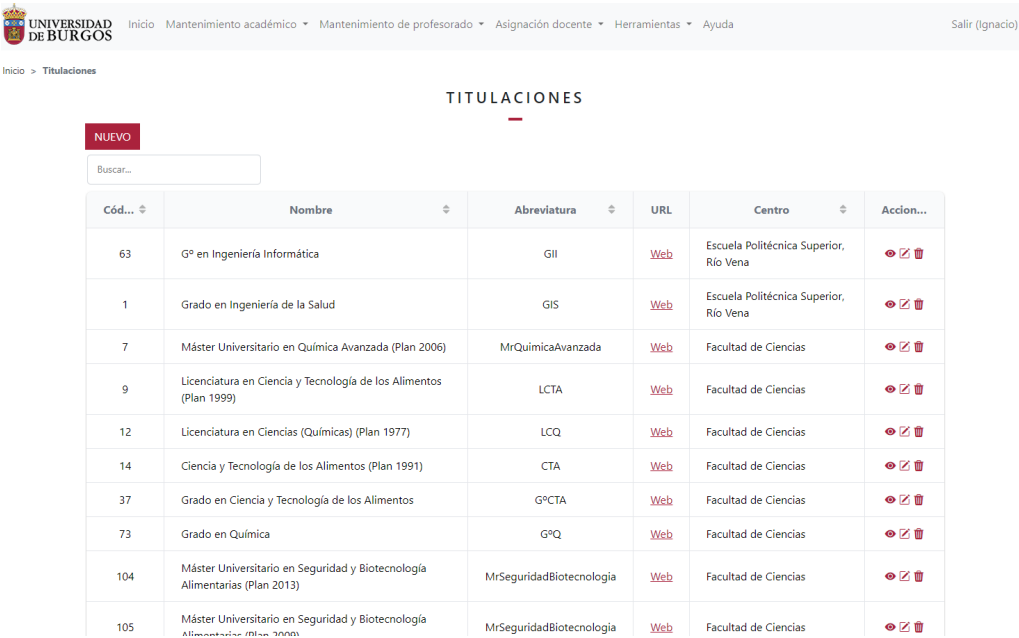 UNIVERSIDAD
DE BURGOS
Inicio Mantenimiento académico Mantenimiento de profesorado Asignación docente Herramientas Ayuda Salir (Ignacio)
Inicio > Titulaciones
TITULACIONES
NUEVO
Buscar...
Cód... Nombre Abreviatura URL Centro Accion...
63 Gº en Ingeniería Informática GII Web Escuela Politécnica Superior,
Río Vena
1 Grado en Ingeniería de la Salud GIS Web Escuela Politécnica Superior,
Río Vena
7 Máster Universitario en Química Avanzada (Plan 2006) MrQuimicaAvanzada Web Facultad de Ciencias
9 Licenciatura en Ciencia y Tecnología de los Alimentos
(Plan 1999) LCTA Web Facultad de Ciencias
12 Licenciatura en Ciencias (Químicas) (Plan 1977) LCQ Web Facultad de Ciencias
14 Ciencia y Tecnología de los Alimentos (Plan 1991) CTA Web Facultad de Ciencias
37 Grado en Ciencia y Tecnología de los Alimentos GºCTA Web Facultad de Ciencias
73 Grado en Química GºQ Web Facultad de Ciencias
104 Máster Universitario en Seguridad y Biotecnología
Alimentarias (Plan 2013) MrSeguridadBiotecnologia Web Facultad de Ciencias
105 Máster Universitario en Seguridad y Biotecnología
Alimentarias (Plan 2009) MrSeguridadBiotecnologia Web Facultad de Ciencias